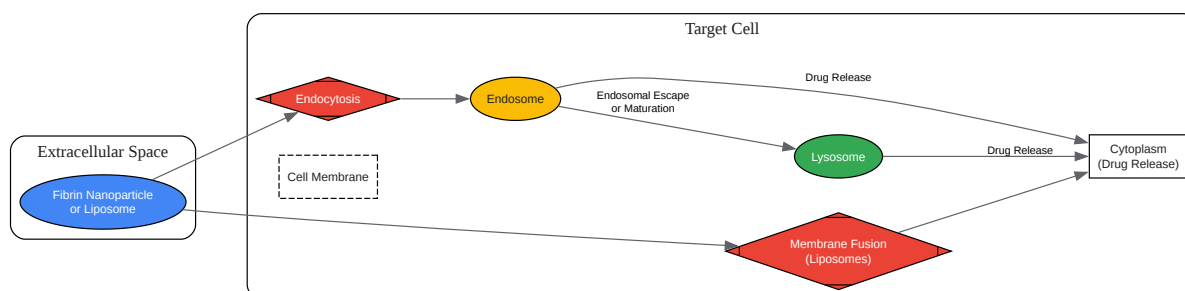 Target Cell
Endocytosis
Endosome
Drug Release
Endosomal Escape
or Maturation
Extracellular Space
Fibrin Nanoparticle
or Liposome
Cell Membrane
Lysosome
Drug Release
Cytoplasm
(Drug Release)
Membrane Fusion
(Liposomes)